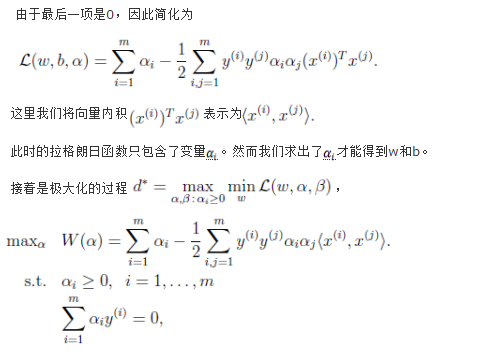 由于最后一项是0，因此简化为
$\mathcal{L}(w, b, \alpha) = \sum_{i=1}^{m} \alpha_i - \frac{1}{2} \sum_{i,j=1}^{m} y^{(i)} y^{(j)} \alpha_i \alpha_j (x^{(i)})^T x^{(j)}.$
这里我们将向量内积$(x^{(i)})^T x^{(j)}$表示为$\langle x^{(i)}, x^{(j)} \rangle.$
此时的拉格朗日函数只包含了变量$\alpha_i$。然而我们求出了$\alpha_i$才能得到w和b。
接着是极大化的过程 $d^* = \max_{\alpha,\beta\,:\,\alpha_i \geq 0} \min_{w} \mathcal{L}(w, \alpha, \beta)$，
$\max_{\alpha} \quad W(\alpha) = \sum_{i=1}^{m} \alpha_i - \frac{1}{2} \sum_{i,j=1}^{m} y^{(i)} y^{(j)} \alpha_i \alpha_j \langle x^{(i)}, x^{(j)} \rangle.$
$\text{s.t.} \quad \alpha_i \geq 0, \quad i = 1, \ldots, m$
$\sum_{i=1}^{m} \alpha_i y^{(i)} = 0,$